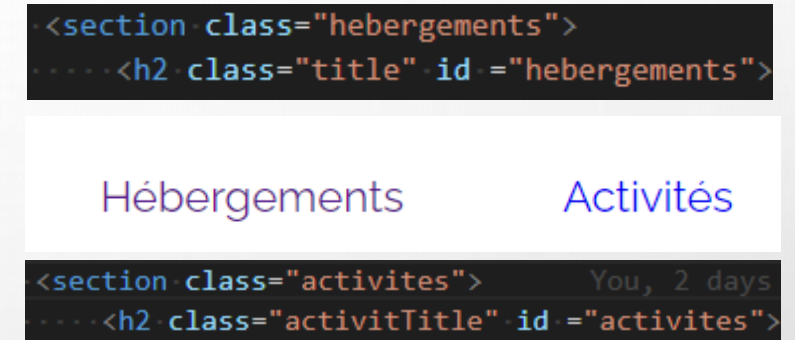 <section class="hebergements">
<h2 class="title" id ="hebergements">
Hébergements Activités
<section class="activites"> You, 2 days
<h2 class="activitTitle" id ="activites">